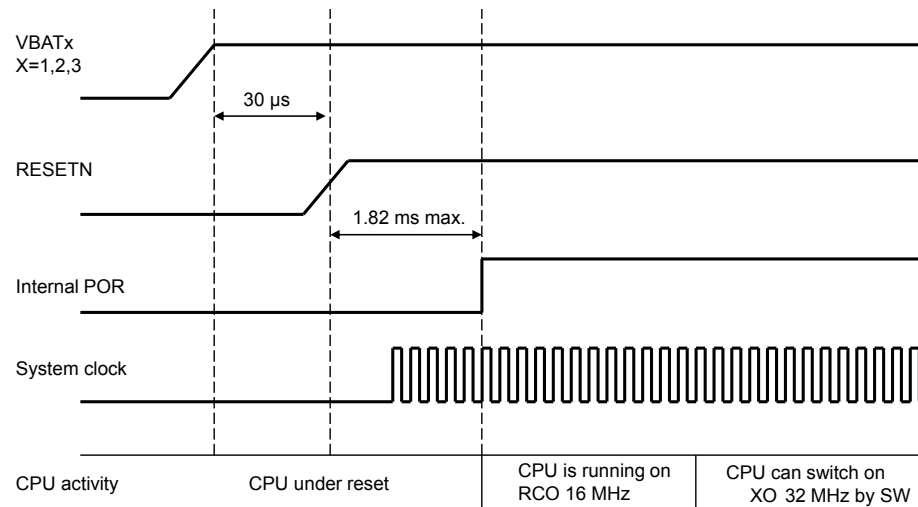 VBATx
X=1,2,3
30 µs
RESETN
1.82 ms max.
Internal POR
System clock
CPU activity
CPU under reset
CPU is running on
RCO 16 MHz
CPU can switch on
XO 32 MHz by SW